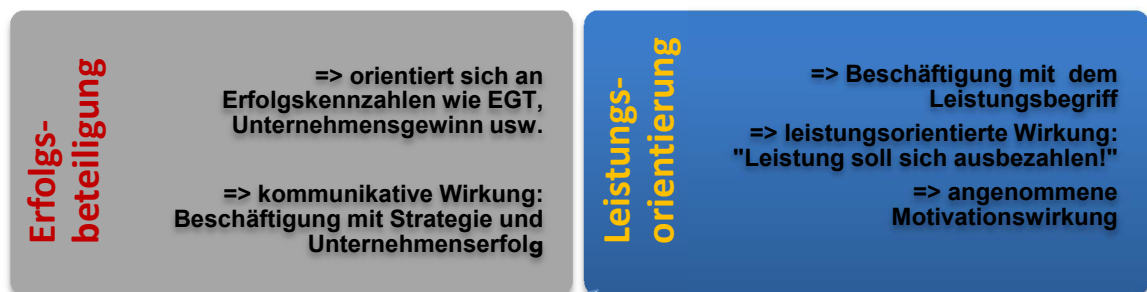 Erfolgs-
beteiligung
=> orientiert sich an
Erfolgskennzahlen wie EGT,
Unternehmensgewinn usw.
=> kommunikative Wirkung:
Beschäftigung mit Strategie und
Unternehmenserfolg
Leistungs-
orientierung
=> Beschäftigung mit dem
Leistungsbegriff
=> leistungsorientierte Wirkung:
"Leistung soll sich ausbezahlen!"
=> angenommene
Motivationswirkung